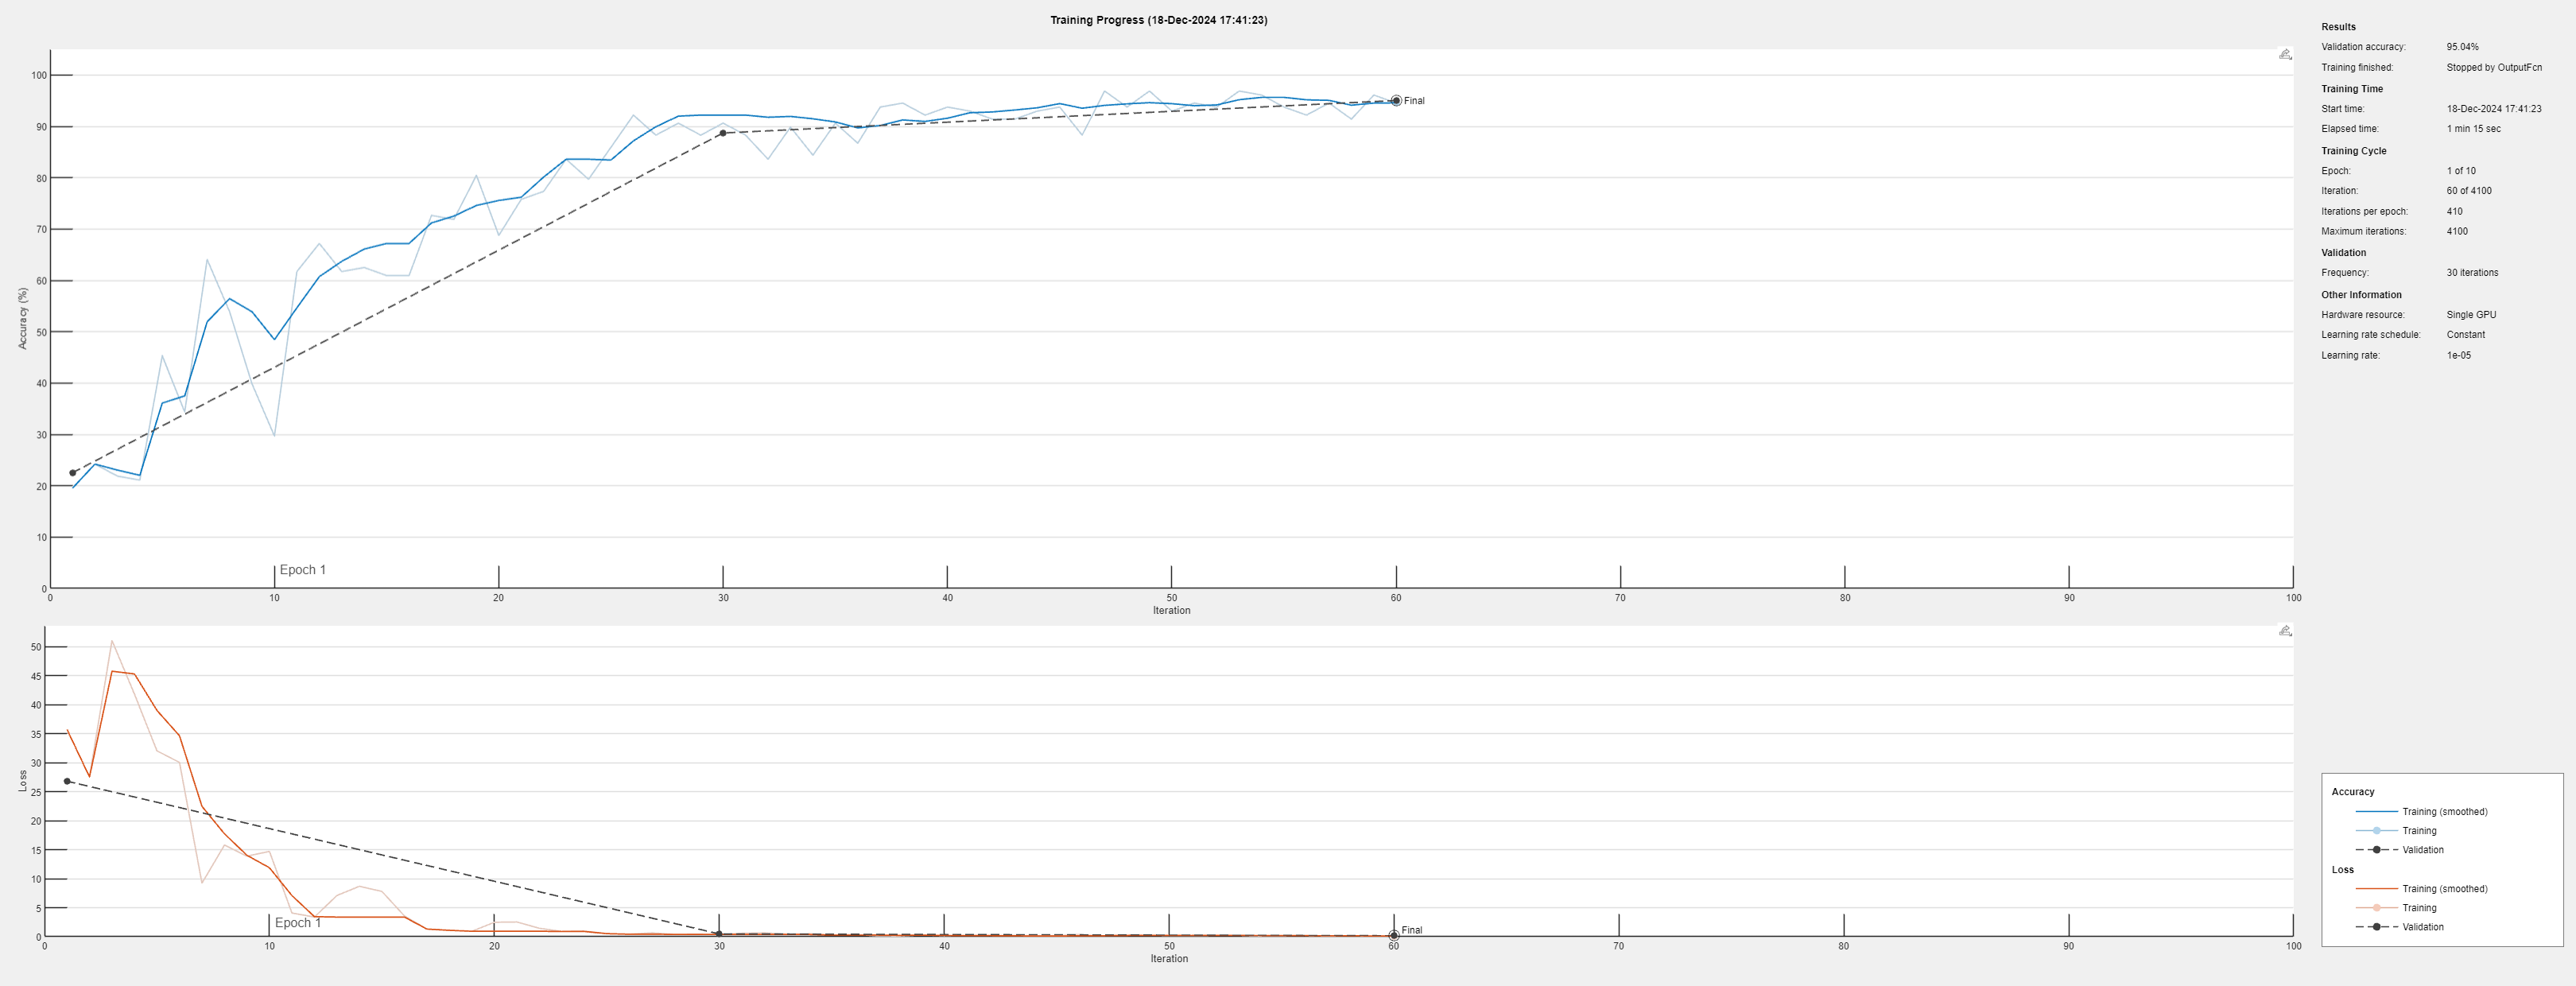 Training Progress (18-Dec-2024 17:41:23)
100
90
80
70
60
50
40
30
20
10
0
Accuracy (%)
Final
Epoch 1
0 10 20 30 40 50 60 70 80 90 100
Iteration
50
45
40
35
30
25
20
15
10
5
0
Loss
Final
Epoch 1
0 10 20 30 40 50 60 70 80 90 100
Iteration
Results
Validation accuracy: 95.04%
Training finished: Stopped by OutputFcn
Training Time
Start time: 18-Dec-2024 17:41:23
Elapsed time: 1 min 15 sec
Training Cycle
Epoch: 1 of 10
Iteration: 60 of 4100
Iterations per epoch: 410
Maximum iterations: 4100
Validation
Frequency: 30 iterations
Other Information
Hardware resource: Single GPU
Learning rate schedule: Constant
Learning rate: 1e-05
Accuracy
Training (smoothed)
Training
Validation
Loss
Training (smoothed)
Training
Validation